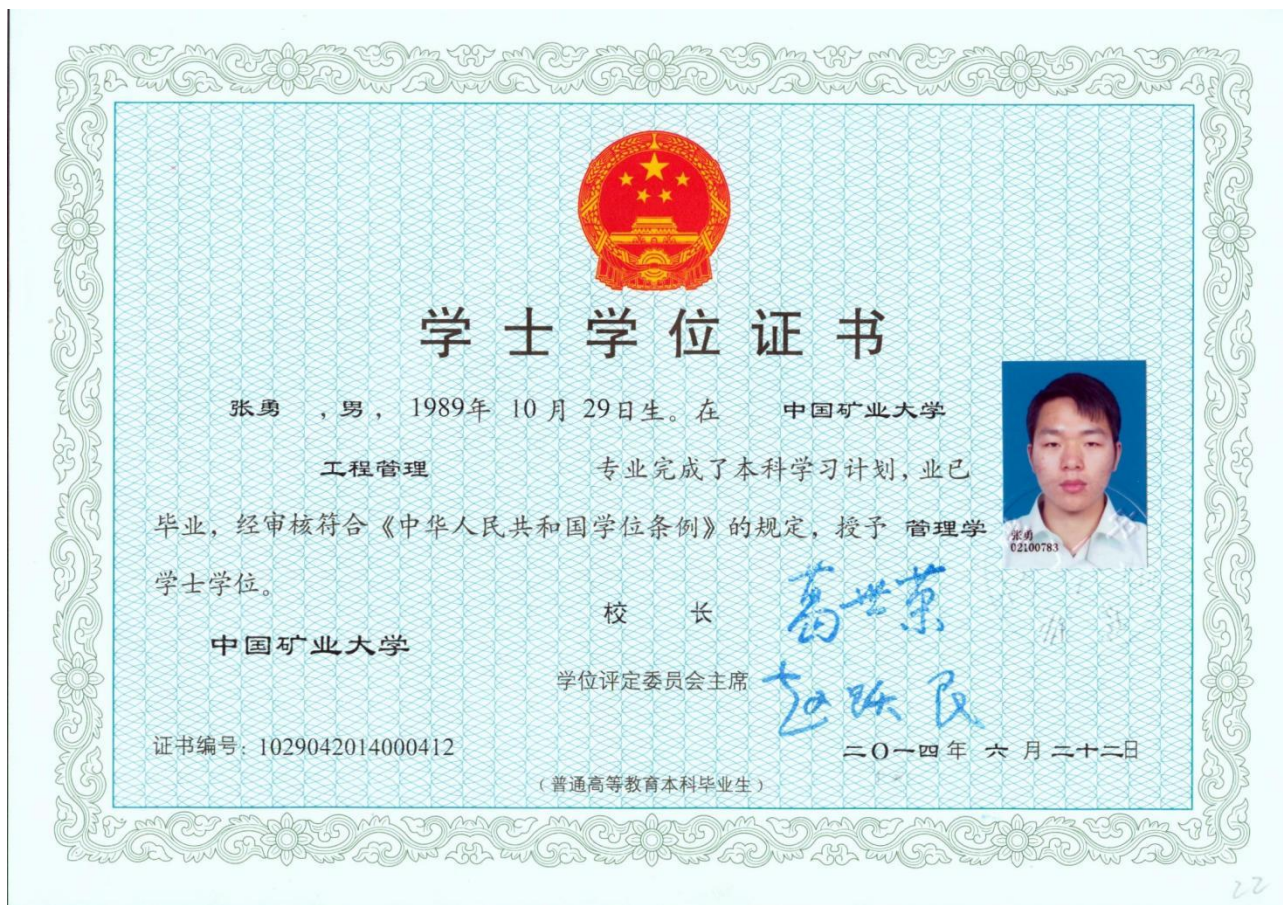 学士学位证书
张勇 ，男， 1989年 10 月 29日生。在 中国矿业大学
工程管理 专业完成了本科学习计划，业已
毕业，经审核符合《中华人民共和国学位条例》的规定，授予 管理学
学士学位。
张勇
02100783
校 长 葛世荣
中国矿业大学
学位评定委员会主席 赵跃民
证书编号：1029042014000412
二O一四年 六 月二十二日
（普通高等教育本科毕业生）
22